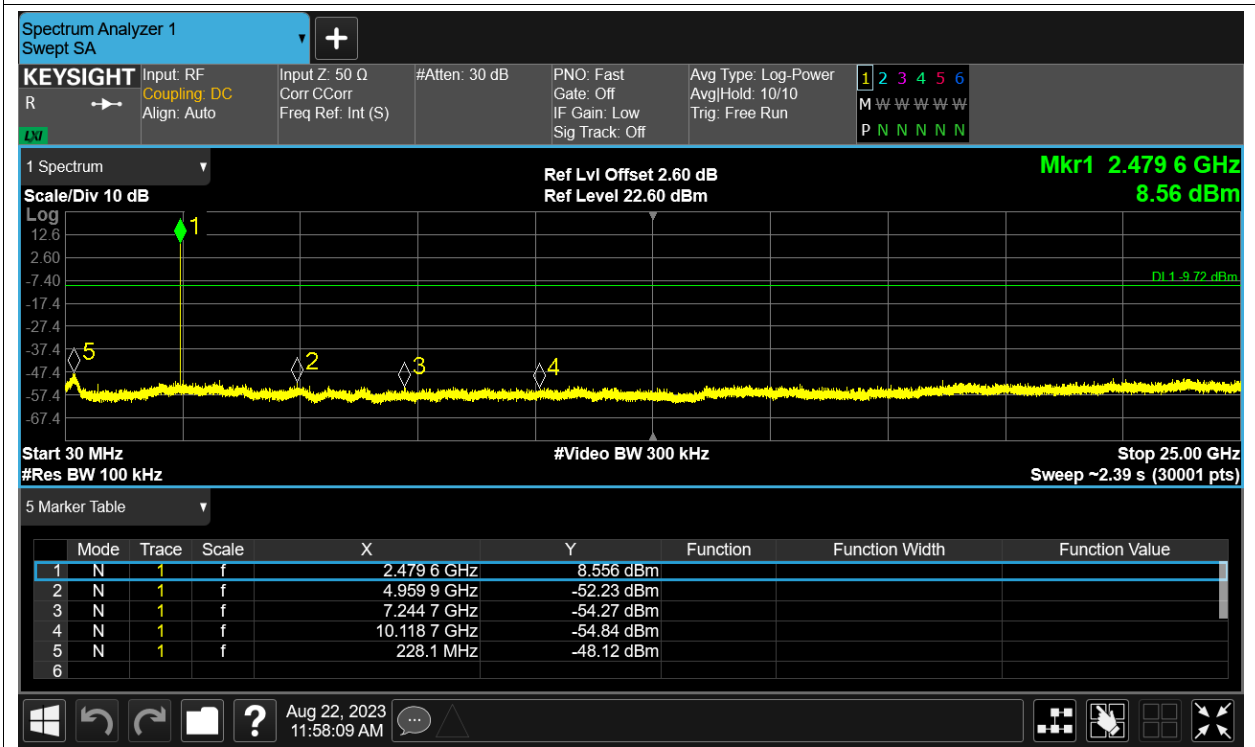 Spectrum Analyzer 1
Swept SA
KEYSIGHT
R
LXI
Input: RF
Coupling: DC
Align: Auto
Input Z: 50 Ω
Corr CCorr
Freq Ref: Int (S)
#Atten: 30 dB
PNO: Fast
Gate: Off
IF Gain: Low
Sig Track: Off
Avg Type: Log-Power
Avg|Hold: 10/10
Trig: Free Run
1 2 3 4 5 6
M W W W W W
P N N N N N
1 Spectrum
Scale/Div 10 dB
Ref Lvl Offset 2.60 dB
Ref Level 22.60 dBm
Mkr1 2.479 6 GHz
8.56 dBm
Log
12.6
2.60
-7.40
-17.4
-27.4
-37.4
-47.4
-57.4
-67.4
1
5
2
3
4
DL1 -9.72 dBm
Start 30 MHz
#Video BW 300 kHz
Stop 25.00 GHz
#Res BW 100 kHz
Sweep ~2.39 s (30001 pts)
5 Marker Table
Mode Trace Scale X Y Function Function Width Function Value
1 N 1 f 2.479 6 GHz 8.556 dBm
2 N 1 f 4.959 9 GHz -52.23 dBm
3 N 1 f 7.244 7 GHz -54.27 dBm
4 N 1 f 10.118 7 GHz -54.84 dBm
5 N 1 f 228.1 MHz -48.12 dBm
6
?
Aug 22, 2023
11:58:09 AM